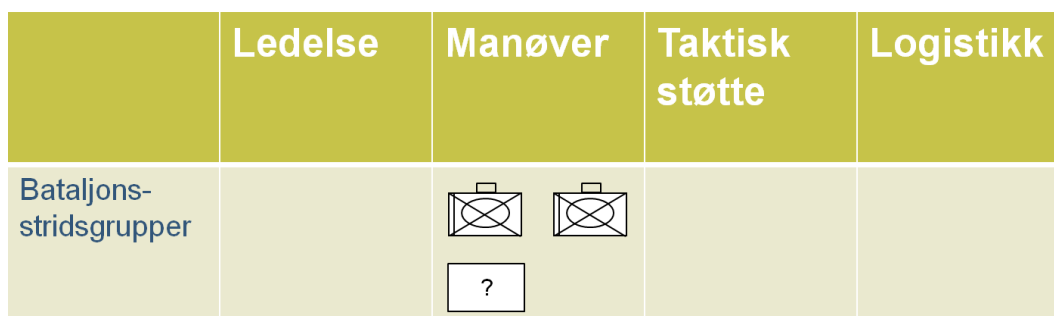 Ledelse
Manøver
Taktisk
støtte
Logistikk
Bataljons-
stridsgrupper
?